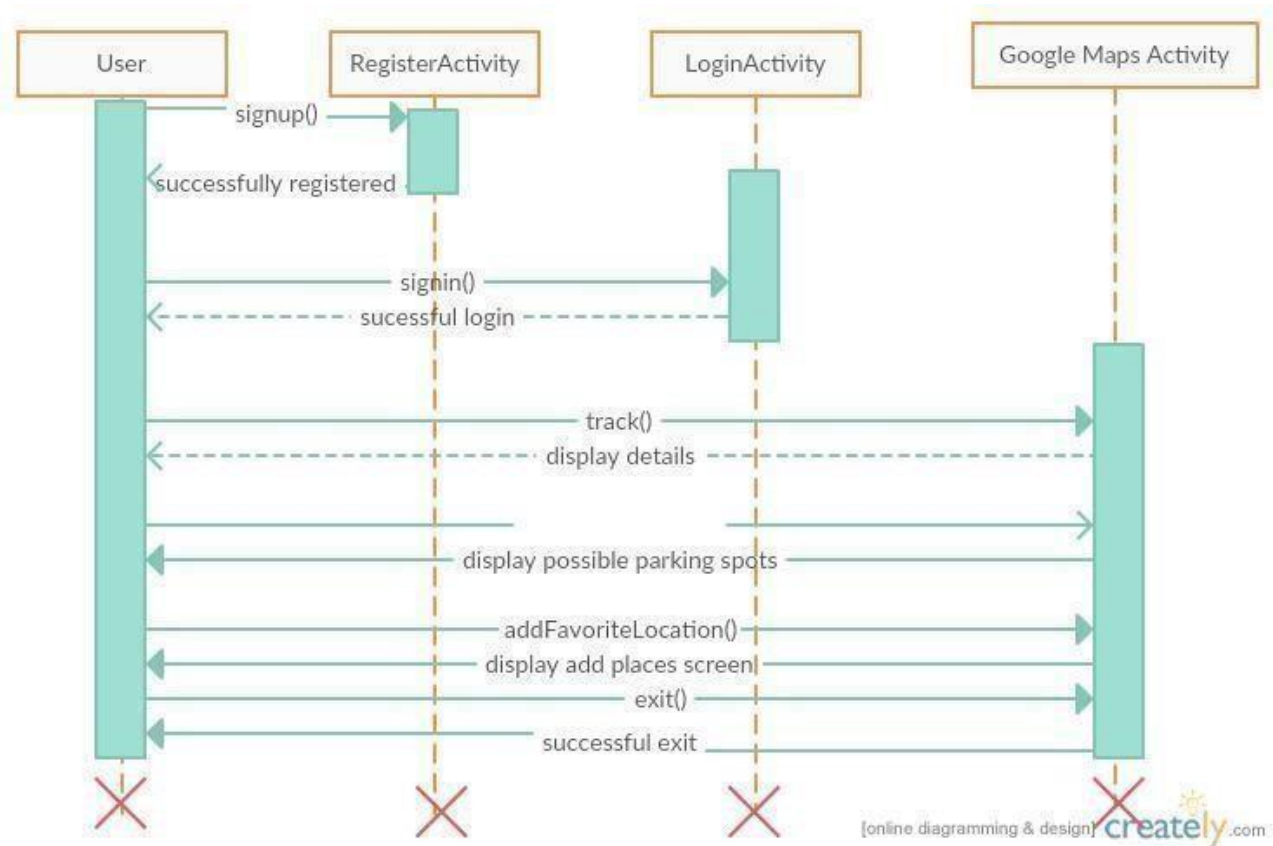 User
RegisterActivity
LoginActivity
Google Maps Activity
signup()
successfully registered
signin()
sucessful login
track()
display details
display possible parking spots
addFavoriteLocation()
display add places screen
exit()
successful exit
[online diagramming & design] creately.com